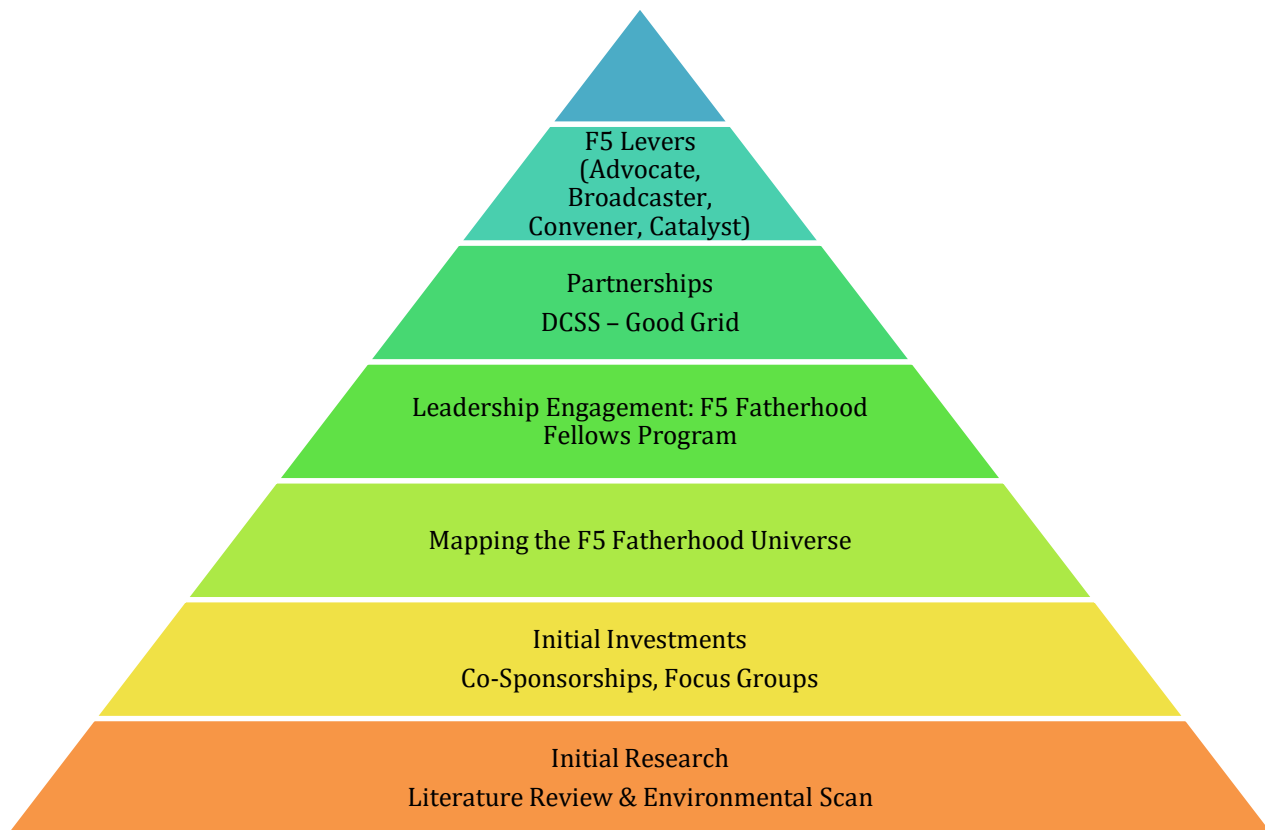 F5 Levers
(Advocate,
Broadcaster,
Convener, Catalyst)
Partnerships
DCSS – Good Grid
Leadership Engagement: F5 Fatherhood
Fellows Program
Mapping the F5 Fatherhood Universe
Initial Investments
Co-Sponsorships, Focus Groups
Initial Research
Literature Review & Environmental Scan